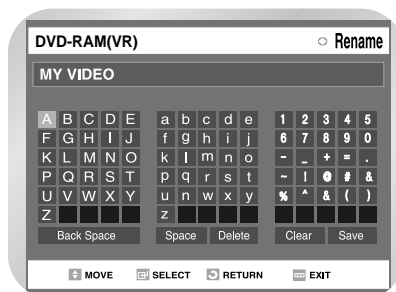 DVD-RAM(VR) Rename
MY VIDEO
A B C D E a b c d e 1 2 3 4 5
F G H I J f g h i j 6 7 8 9 0
K L M N O k l m n o - _ + = .
P Q R S T p q r s t ~ ! @ # &
U V W X Y u n w x y % ^ & ( )
Z z
Back Space Space Delete Clear Save
MOVE SELECT RETURN EXIT